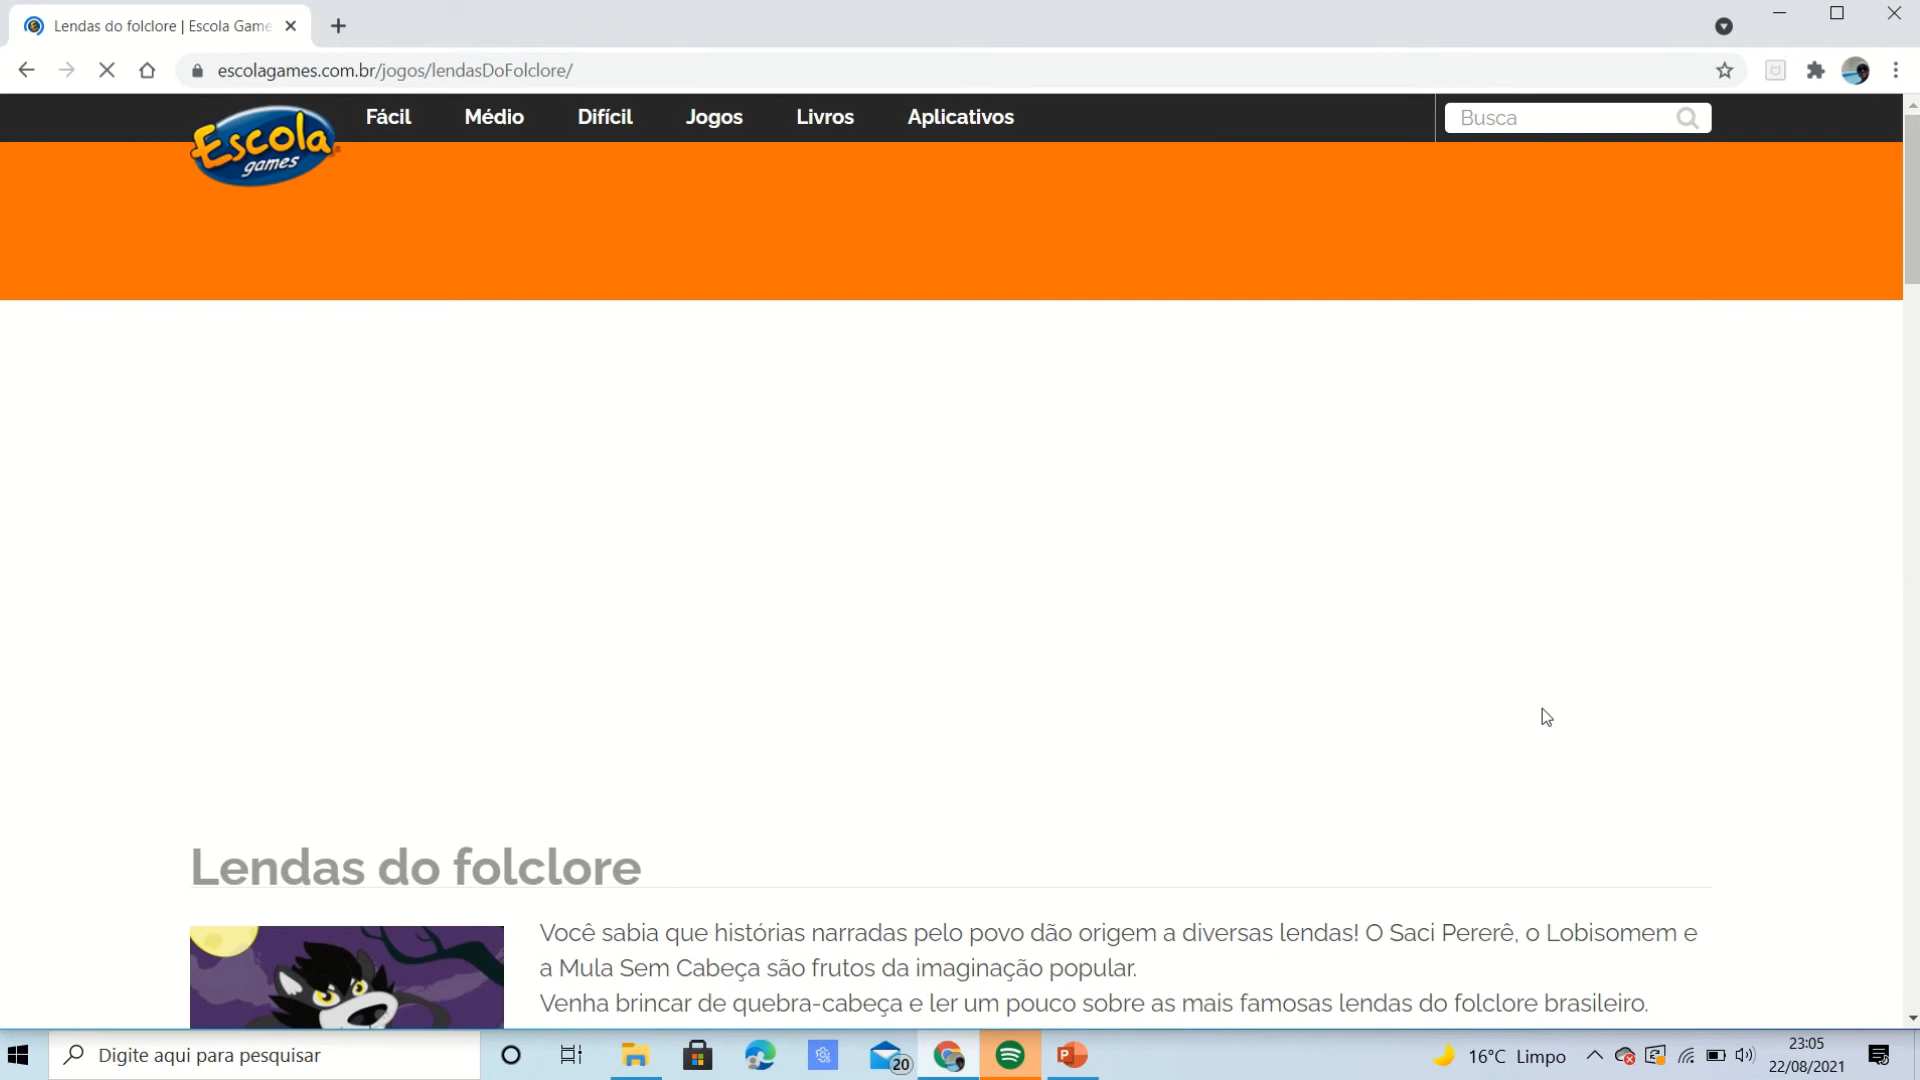 Lendas do folclore | Escola Game
escolagames.com.br/jogos/lendasDoFolclore/
Escola games
Fácil Médio Difícil Jogos Livros Aplicativos Busca
Lendas do folclore
Você sabia que histórias narradas pelo povo dão origem a diversas lendas! O Saci Pererê, o Lobisomem e
a Mula Sem Cabeça são frutos da imaginação popular.
Venha brincar de quebra-cabeça e ler um pouco sobre as mais famosas lendas do folclore brasileiro.
Digite aqui para pesquisar
20
16°C Limpo
23:05
22/08/2021